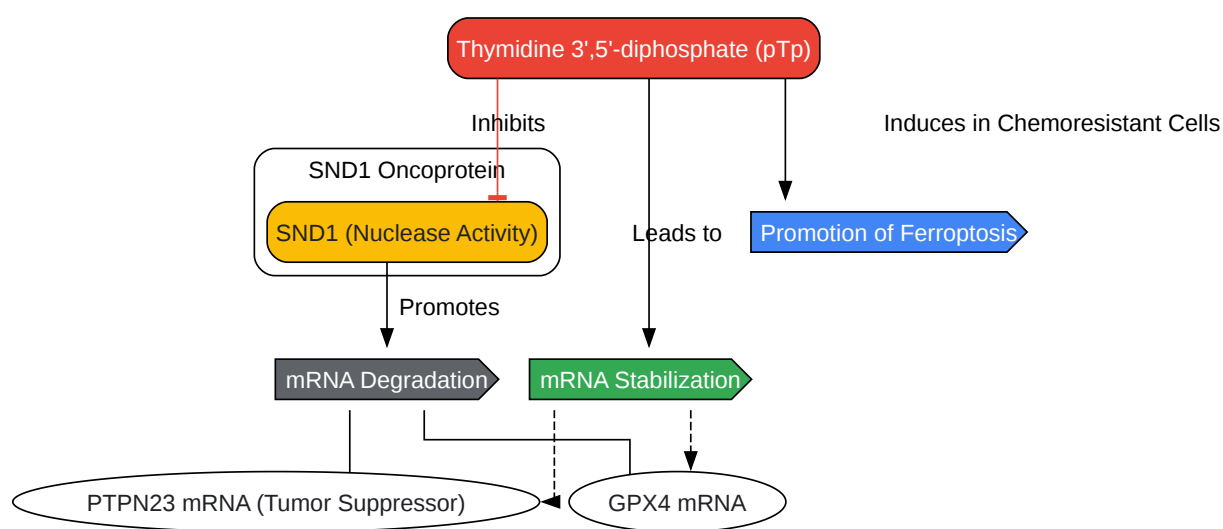 Thymidine 3',5'-diphosphate (pTp)
Inhibits
Induces in Chemoresistant Cells
SND1 Oncoprotein
SND1 (Nuclease Activity)
Leads to
Promotion of Ferroptosis
Promotes
mRNA Degradation
mRNA Stabilization
PTPN23 mRNA (Tumor Suppressor)
GPX4 mRNA